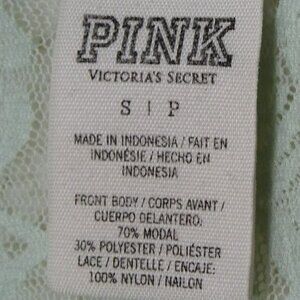 PINK
VICTORIA'S SECRET
S | P
MADE IN INDONESIA / FAIT EN
INDONÉSIE / HECHO EN
INDONESIA
FRONT BODY / CORPS AVANT /
CUERPO DELANTERO:
70% MODAL
30% POLYESTER / POLIÉSTER
LACE / DENTELLE / ENCAJE:
100% NYLON / NAILON